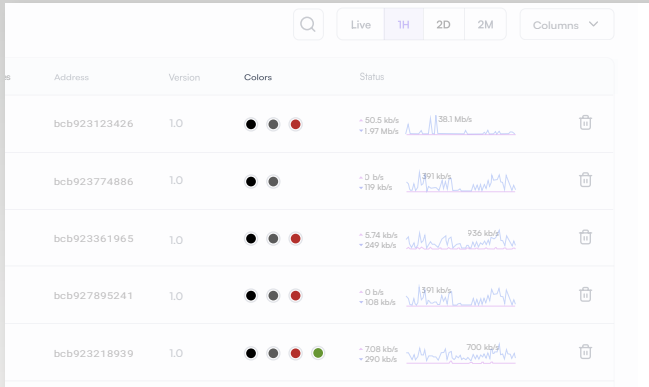 Live 1H 2D 2M Columns
Address Version Colors Status
bcb923123426 1.0 50.5 kb/s 38.1 Mb/s
1.97 Mb/s
bcb923774886 1.0 0 b/s 391 kb/s
119 kb/s
bcb923361965 1.0 5.74 kb/s 936 kb/s
249 kb/s
bcb927895241 1.0 0 b/s 391 kb/s
108 kb/s
bcb923218939 1.0 7.08 kb/s 700 kb/s
290 kb/s